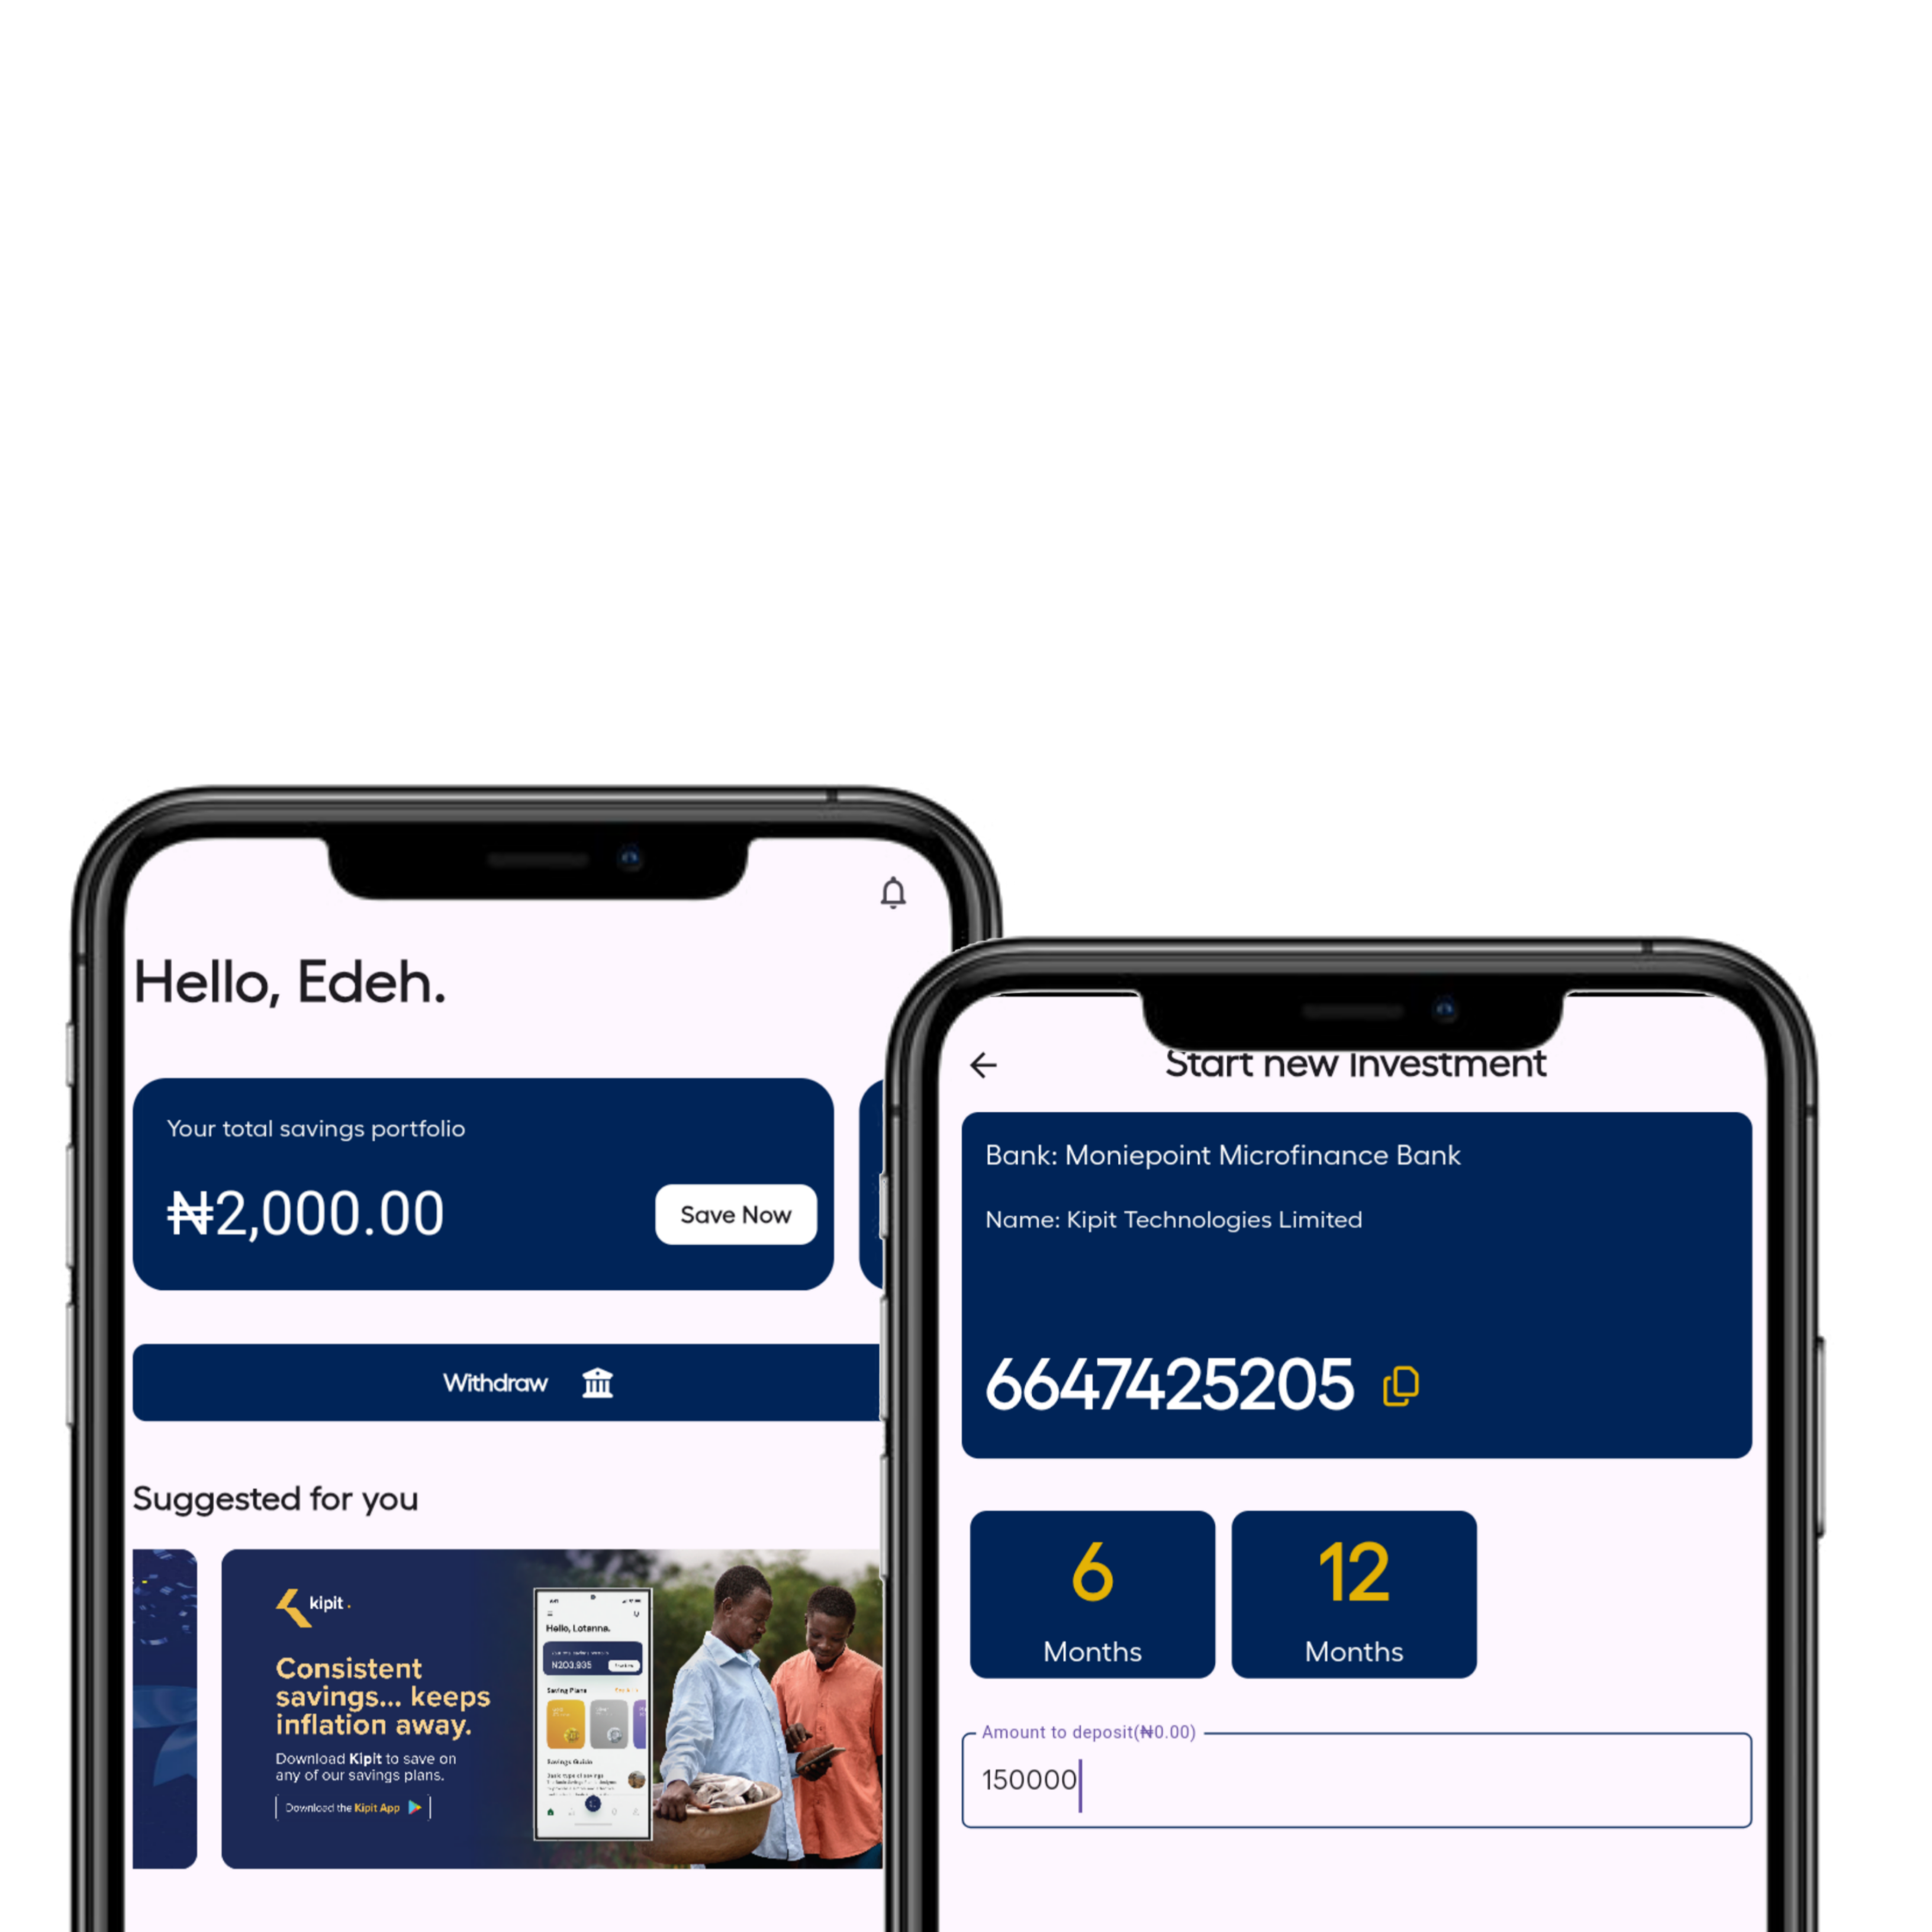 Hello, Edeh.
Your total savings portfolio
₦2,000.00
Save Now
Withdraw
Suggested for you
kipit.
Consistent
savings... keeps
inflation away.
Download Kipit to save on
any of our savings plans.
Download the Kipit App
Hello, Lotanna.
N203,935
Saving Plans
Savings Guide
Start new Investment
Bank: Moniepoint Microfinance Bank
Name: Kipit Technologies Limited
6647425205
6
Months
12
Months
Amount to deposit(₦0.00)
150000